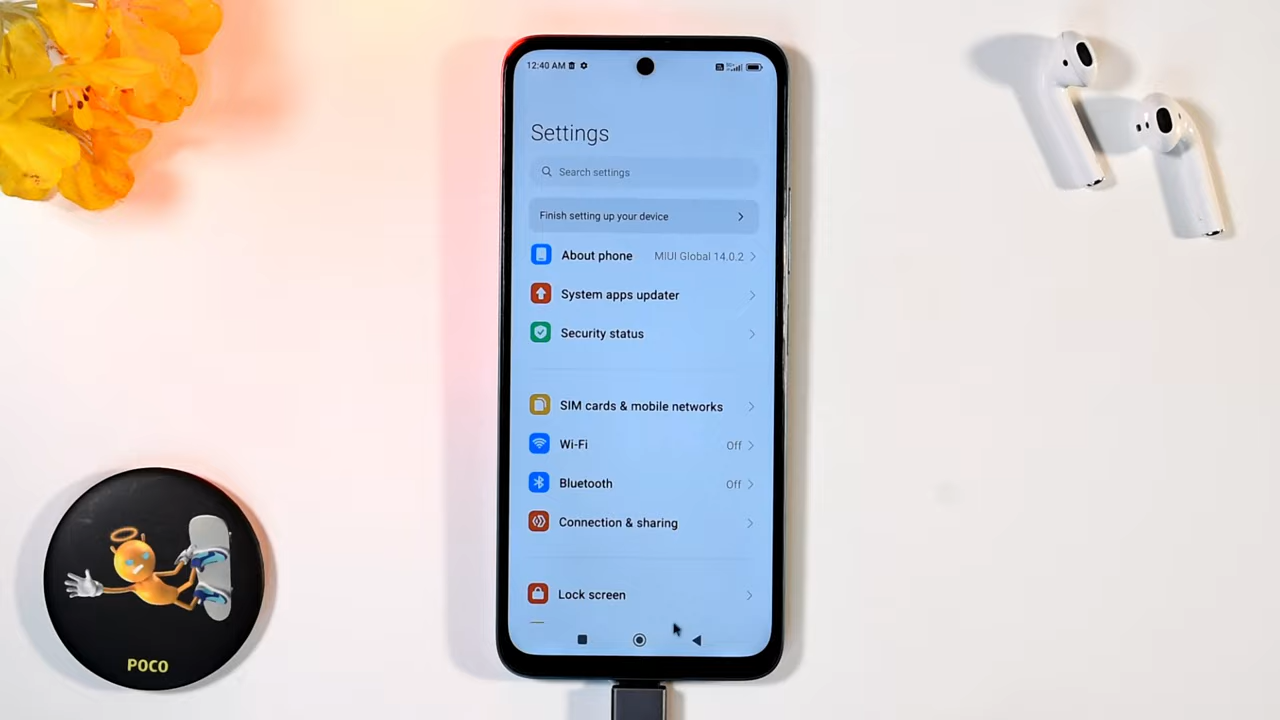 12:40 AM
Settings
Search settings
Finish setting up your device
About phone MIUI Global 14.0.2
System apps updater
Security status
SIM cards & mobile networks
Wi-Fi Off
Bluetooth Off
Connection & sharing
Lock screen
POCO